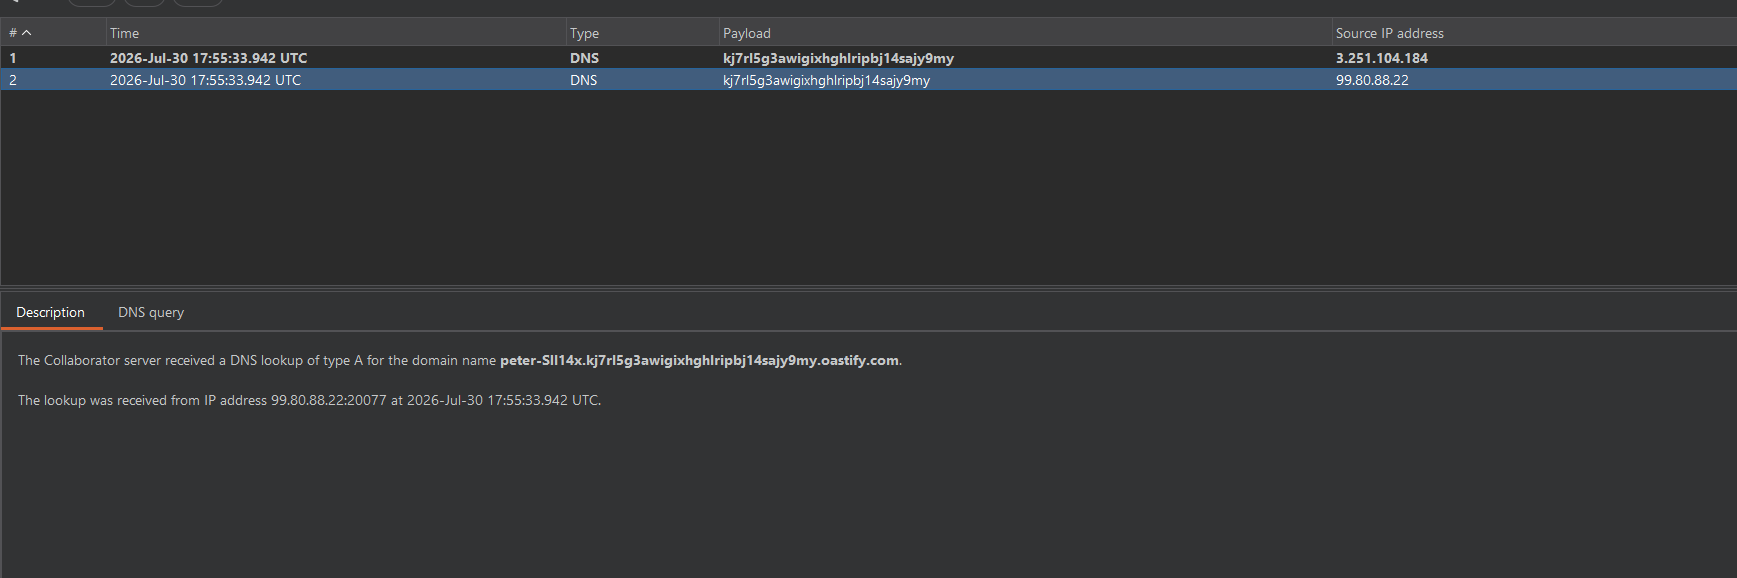 # Time Type Payload Source IP address
1 2026-Jul-30 17:55:33.942 UTC DNS kj7rl5g3awigixhghlripbj14sajy9my 3.251.104.184
2 2026-Jul-30 17:55:33.942 UTC DNS kj7rl5g3awigixhghlripbj14sajy9my 99.80.88.22
Description DNS query
The Collaborator server received a DNS lookup of type A for the domain name peter-SlI14x.kj7rl5g3awigixhghlripbj14sajy9my.oastify.com.
The lookup was received from IP address 99.80.88.22:20077 at 2026-Jul-30 17:55:33.942 UTC.